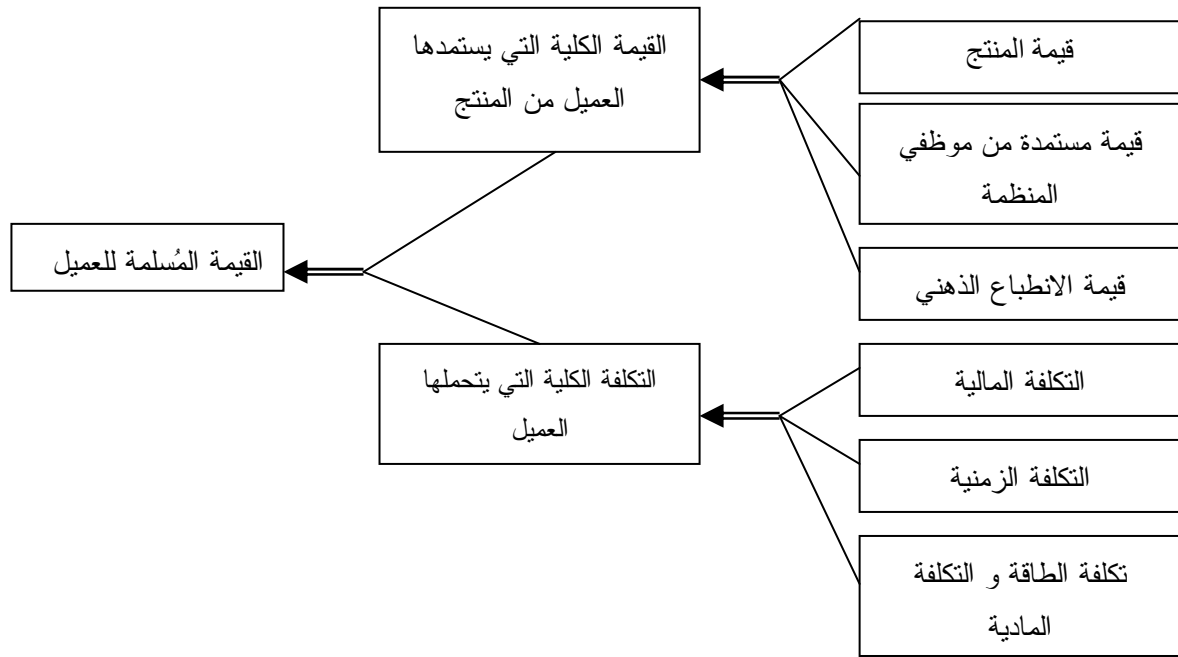 القيمة الكلية التي يستمدها
العميل من المنتج
قيمة المنتج
قيمة مستمدة من موظفي
المنظمة
قيمة الانطباع الذهني
القيمة المُسلمة للعميل
التكلفة الكلية التي يتحملها
العميل
التكلفة المالية
التكلفة الزمنية
تكلفة الطاقة و التكلفة
المادية